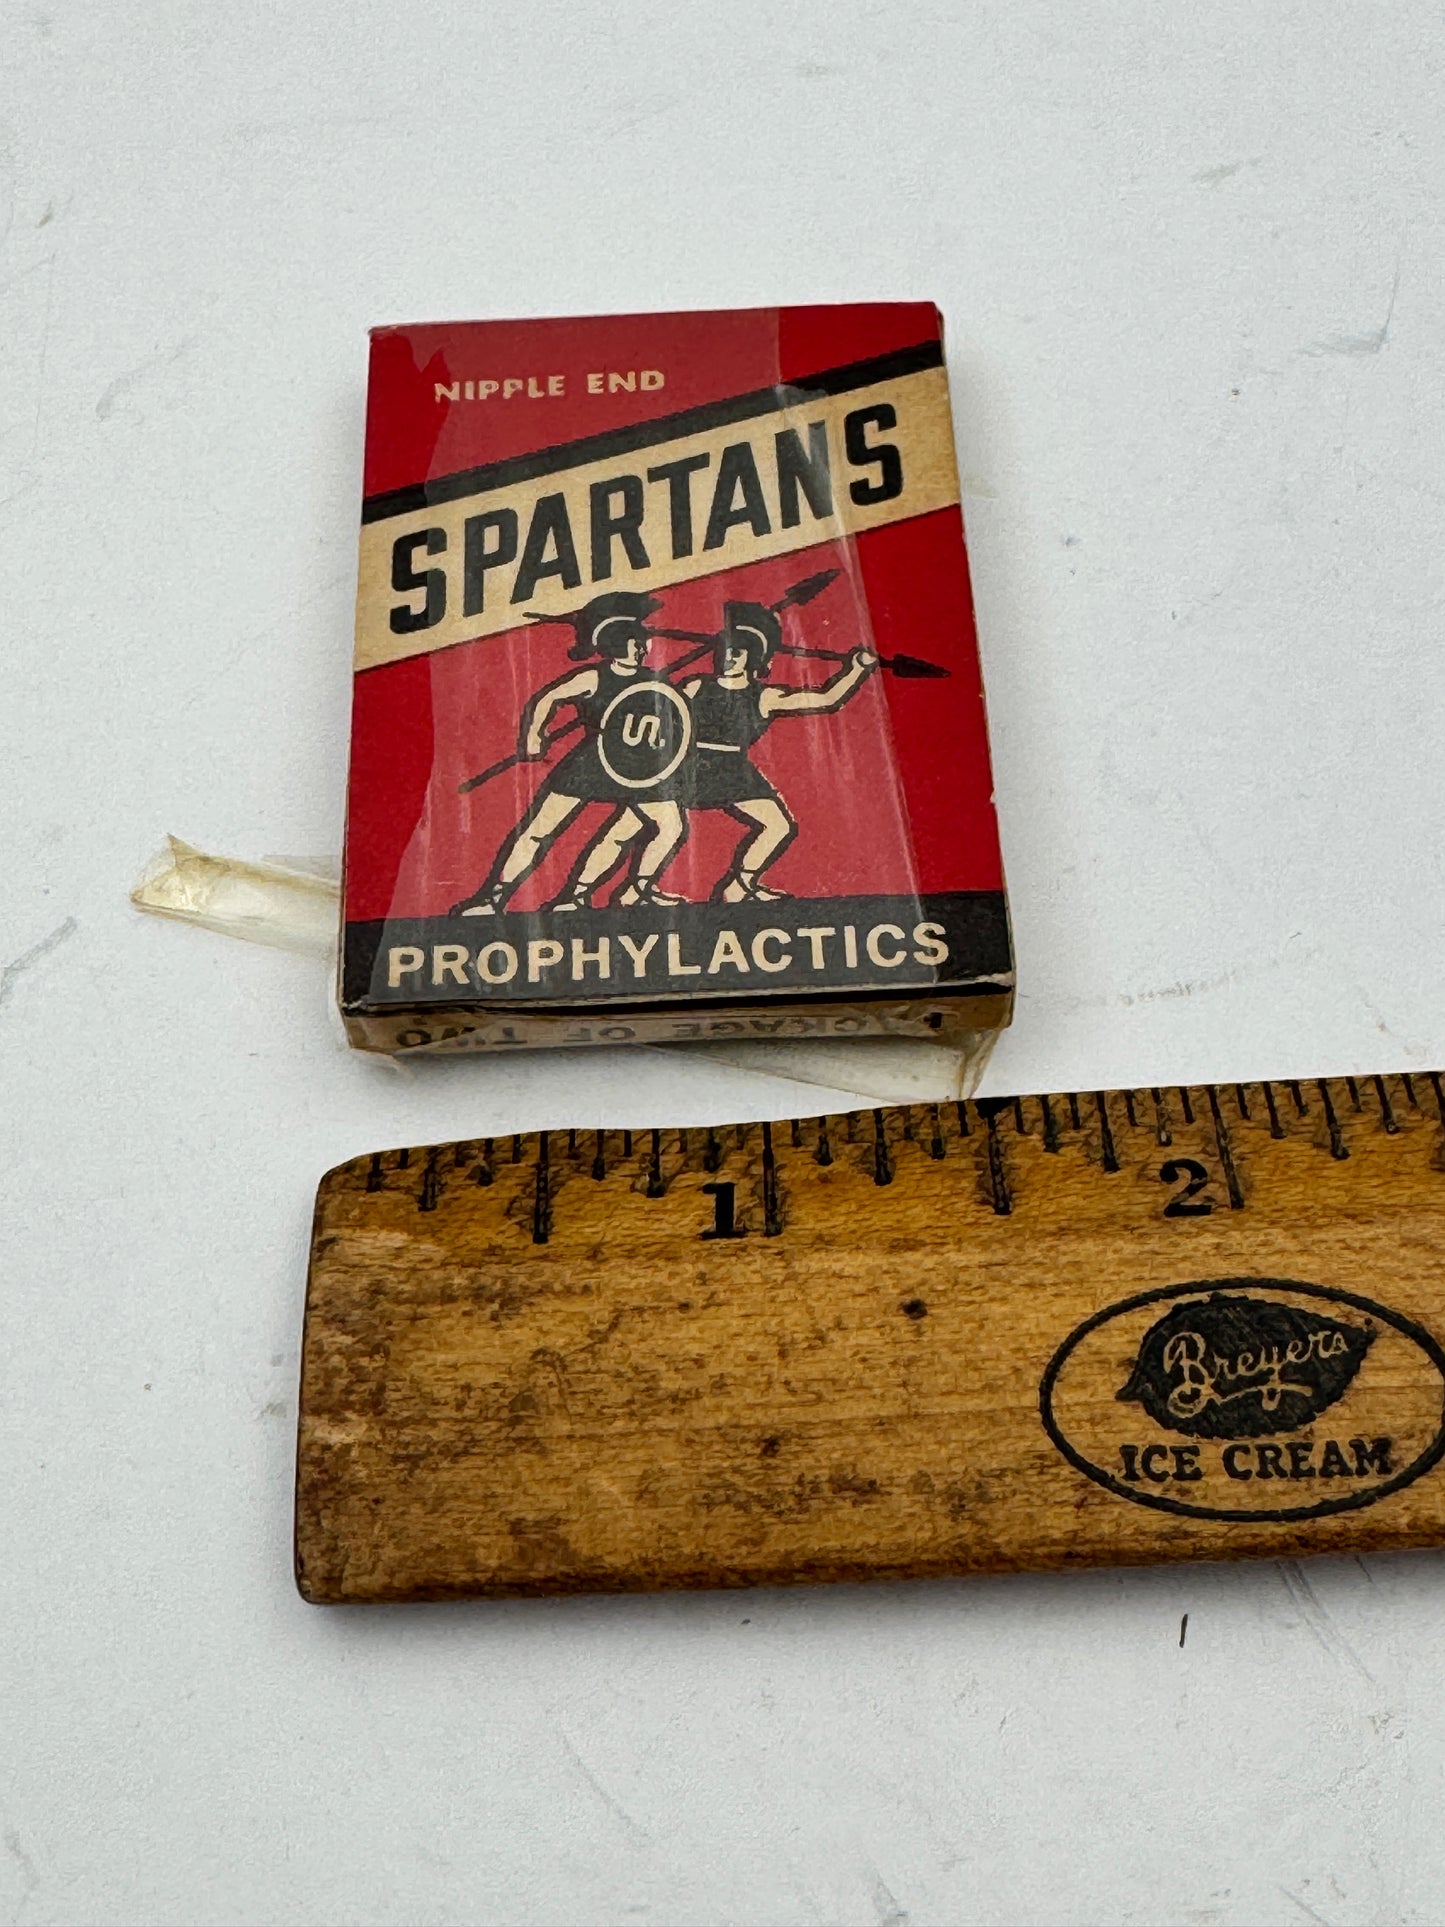 NIPPLE END
SPARTANS
S
PROPHYLACTICS
PACKAGE OF TWO
1 2
Breyers
ICE CREAM